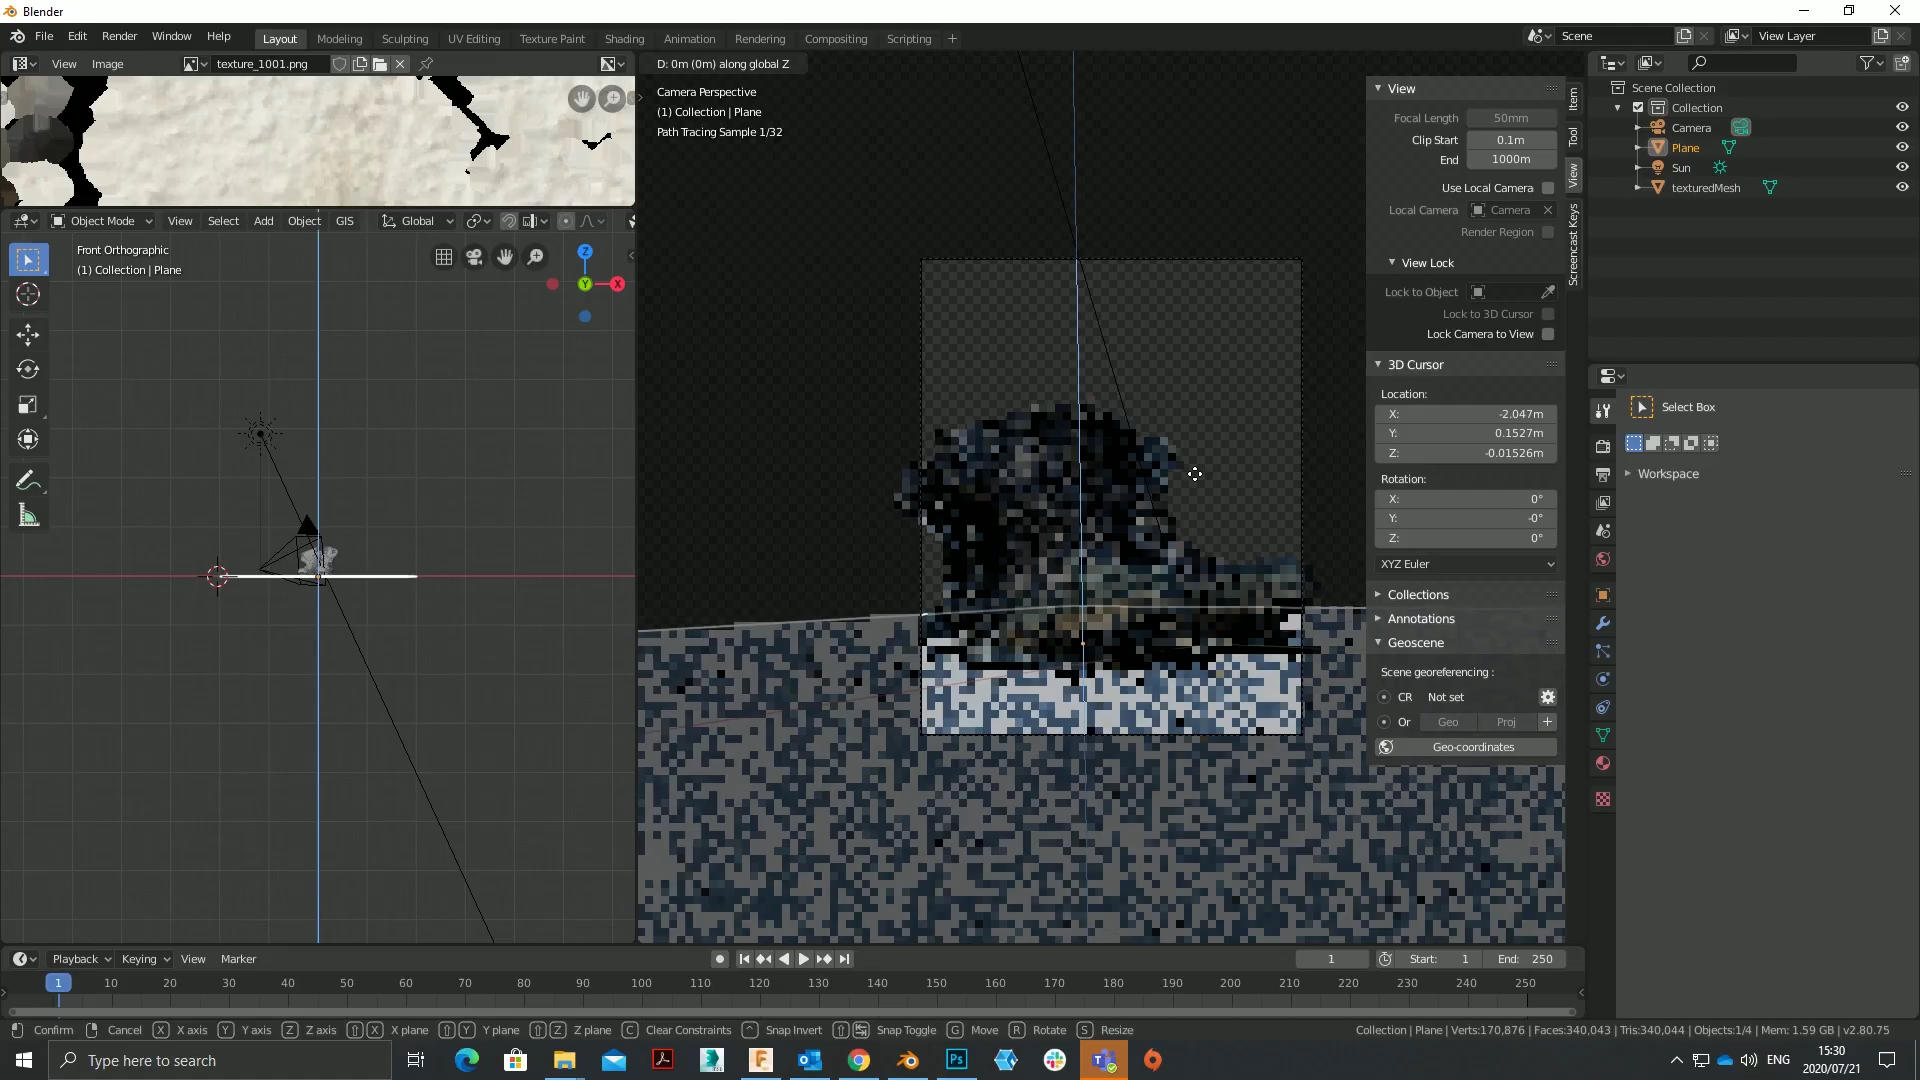 Blender
File Edit Render Window Help
Layout Modeling Sculpting UV Editing Texture Paint Shading Animation Rendering Compositing Scripting +
Scene View Layer
View Image texture_1001.png
D: 0m (0m) along global Z
Camera Perspective
(1) Collection | Plane
Path Tracing Sample 1/32
Object Mode View Select Add Object GIS Global
Front Orthographic
(1) Collection | Plane
Z
Y
X
View
Focal Length 50mm
Clip Start 0.1m
End 1000m
Use Local Camera
Local Camera Camera
Render Region
View Lock
Lock to Object
Lock to 3D Cursor
Lock Camera to View
3D Cursor
Location:
X: -2.047m
Y: 0.1527m
Z: -0.01526m
Rotation:
X: 0°
Y: -0°
Z: 0°
XYZ Euler
Collections
Annotations
Geoscene
Scene georeferencing :
CR Not set
Or Geo Proj +
Geo-coordinates
Item
Tool
View
Screencast Keys
Scene Collection
Collection
Camera
Plane
Sun
texturedMesh
Select Box
Workspace
Playback Keying View Marker
1 Start: 1 End: 250
1 10 20 30 40 50 60 70 80 90 100 110 120 130 140 150 160 170 180 190 200 210 220 230 240 250
Confirm Cancel X X axis Y Y axis Z Z axis X X plane Y Y plane Z Z plane C Clear Constraints ^ Snap Invert Snap Toggle G Move R Rotate S Resize
Collection | Plane | Verts:170,876 | Faces:340,043 | Tris:340,044 | Objects:1/4 | Mem: 1.59 GB | v2.80.75
Type here to search
Ps
ENG
15:30
2020/07/21